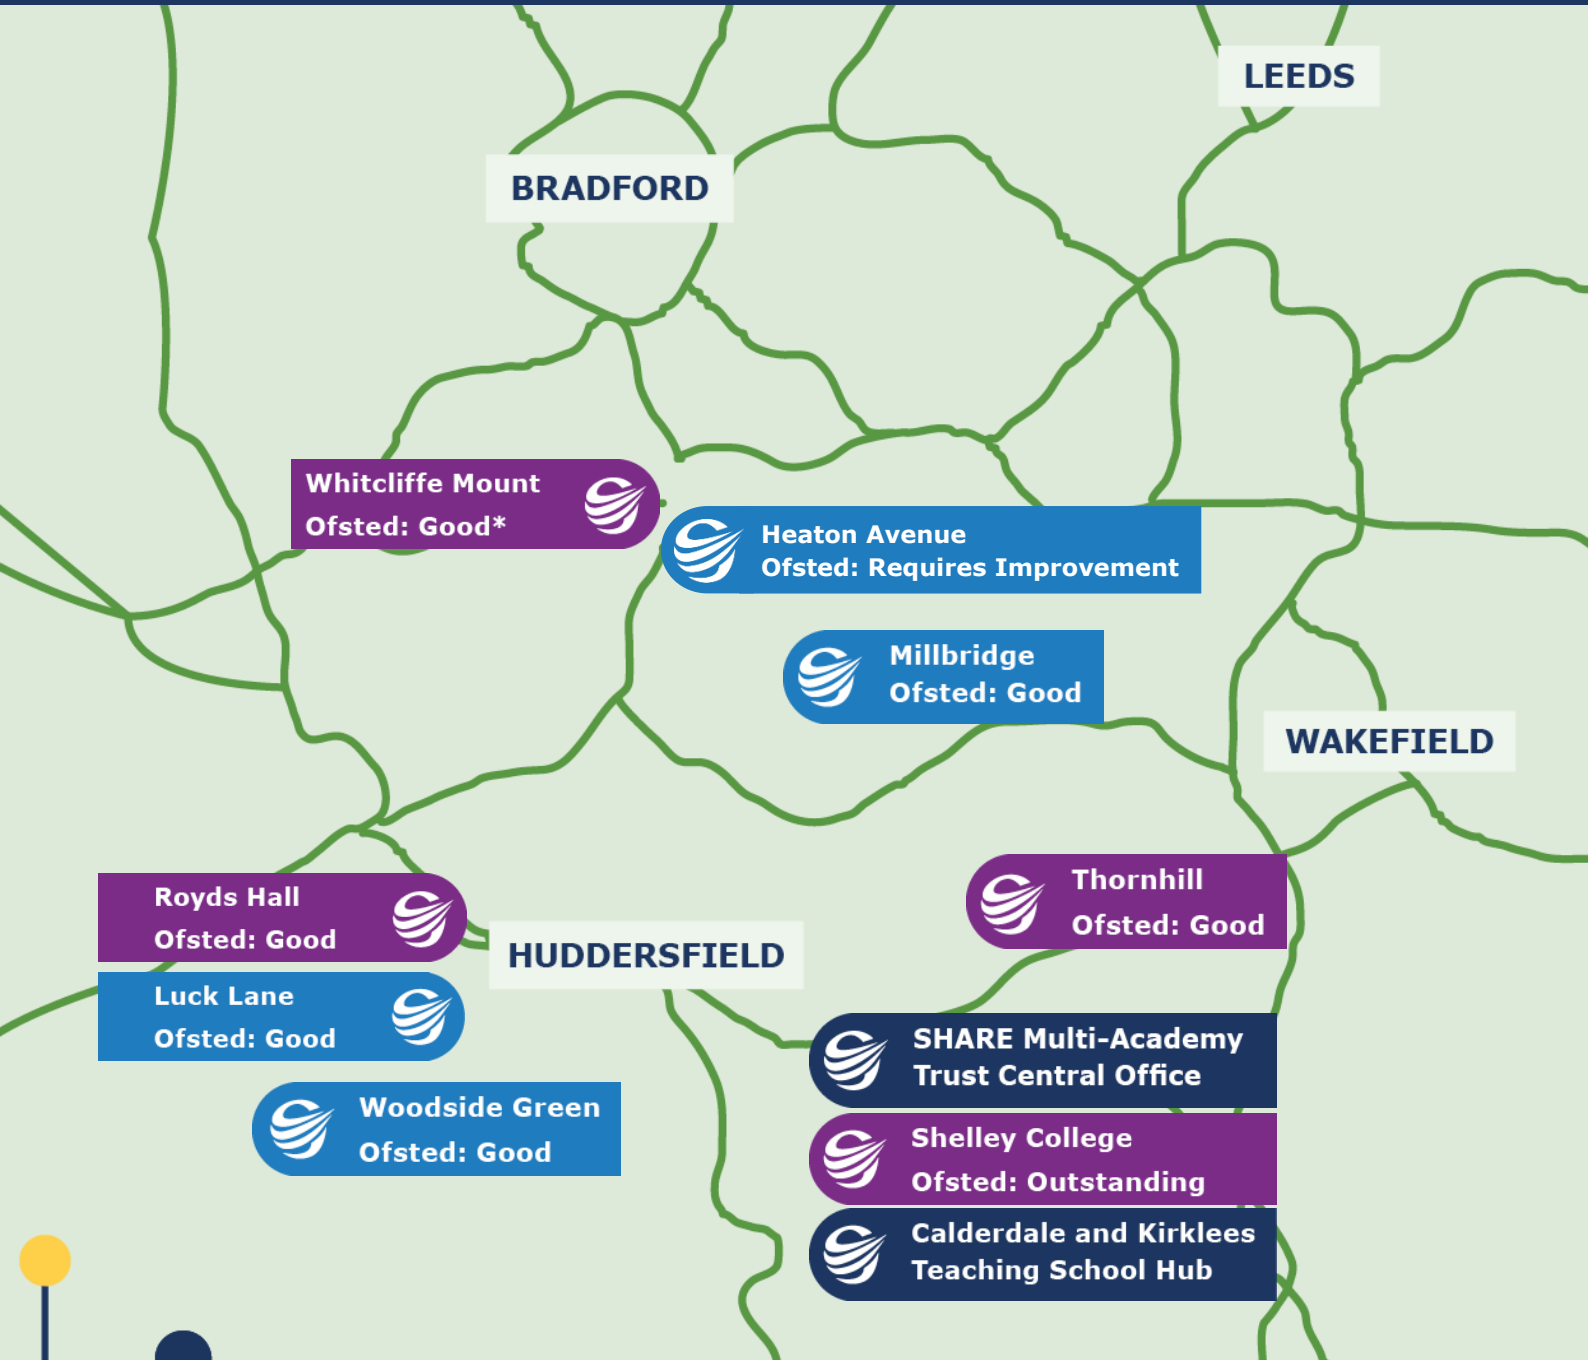 LEEDS
BRADFORD
Whitcliffe Mount
Ofsted: Good*
Heaton Avenue
Ofsted: Requires Improvement
Millbridge
Ofsted: Good
WAKEFIELD
Thornhill
Ofsted: Good
Royds Hall
Ofsted: Good
HUDDERSFIELD
Luck Lane
Ofsted: Good
SHARE Multi-Academy
Trust Central Office
Woodside Green
Ofsted: Good
Shelley College
Ofsted: Outstanding
Calderdale and Kirklees
Teaching School Hub